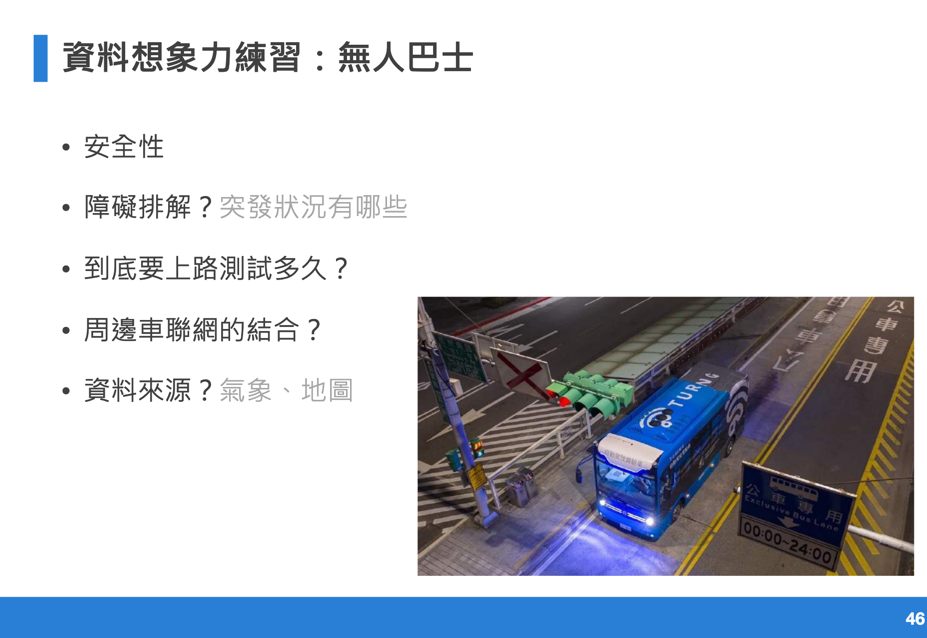 資料想象力練習：無人巴士
• 安全性
• 障礙排解？突發狀況有哪些
• 到底要上路測試多久？
• 周邊車聯網的結合？
• 資料來源？氣象、地圖
公車專用
TURNG
公車專用
Exclusive Bus Lane
00:00~24:00
46